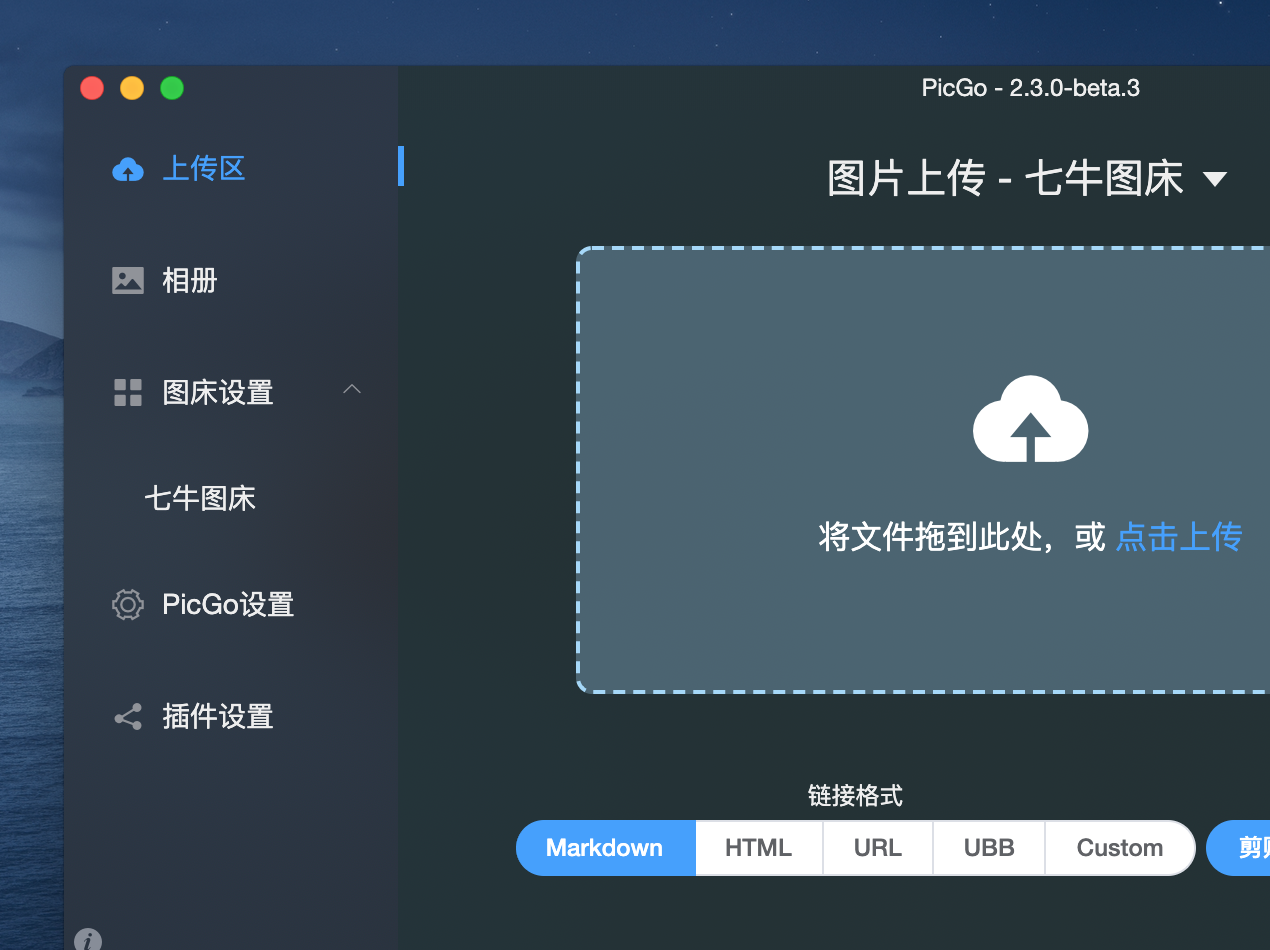 PicGo - 2.3.0-beta.3
上传区
图片上传 - 七牛图床
相册
图床设置
七牛图床
将文件拖到此处，或 点击上传
PicGo设置
插件设置
链接格式
Markdown HTML URL UBB Custom